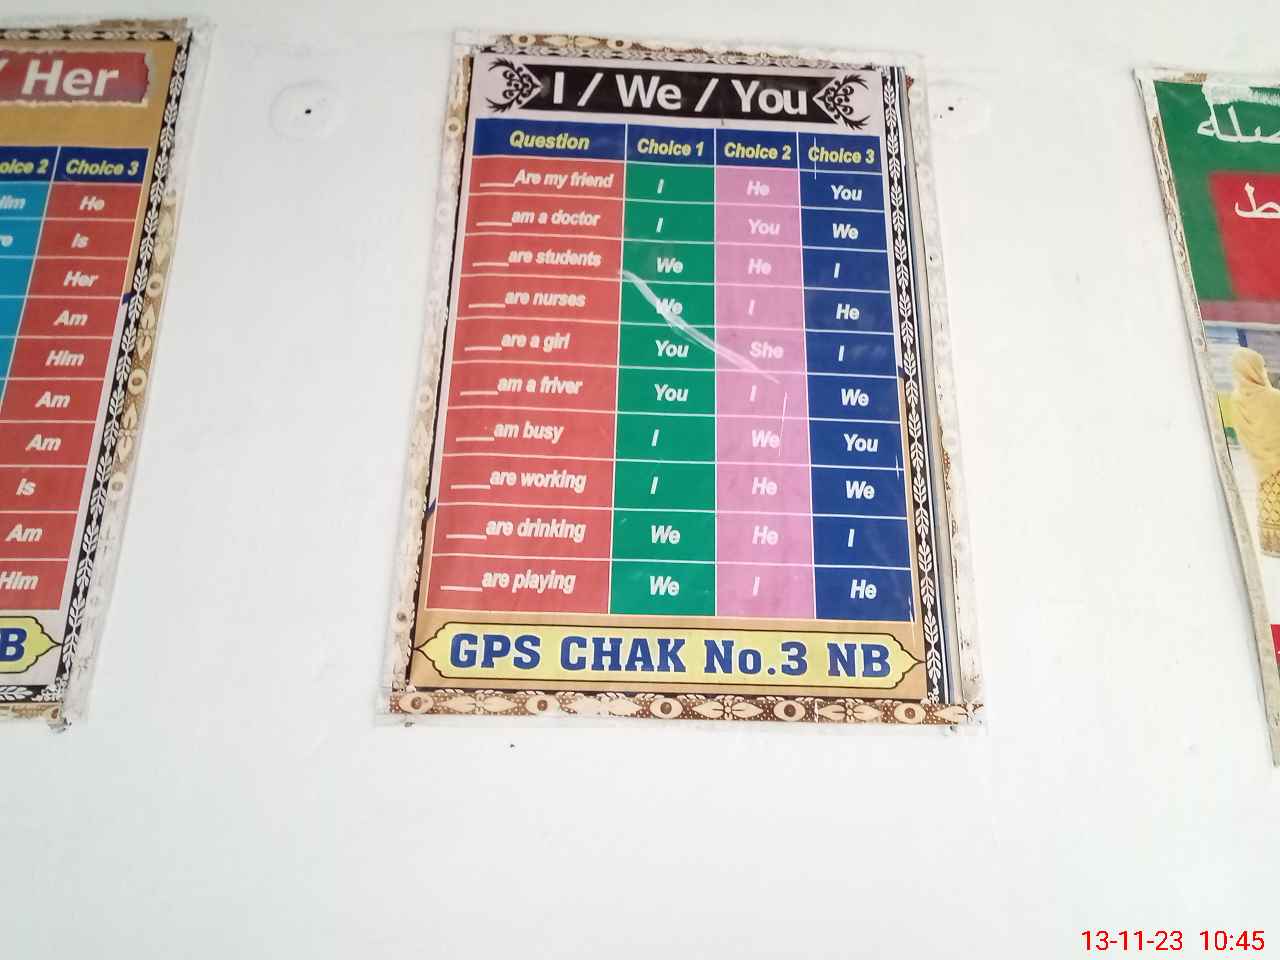 / Her
Choice 3
He
Is
Her
Am
Him
Am
Am
Is
Am
Him
B
I / We / You
Question Choice 1 Choice 2 Choice 3
____Are my friend I He You
____am a doctor I You We
____are students We He I
____are nurses We I He
____are a girl You She I
____am a friver You I We
____am busy I We You
____are working I He We
____are drinking We He I
____are playing We I He
GPS CHAK No.3 NB
13-11-23 10:45